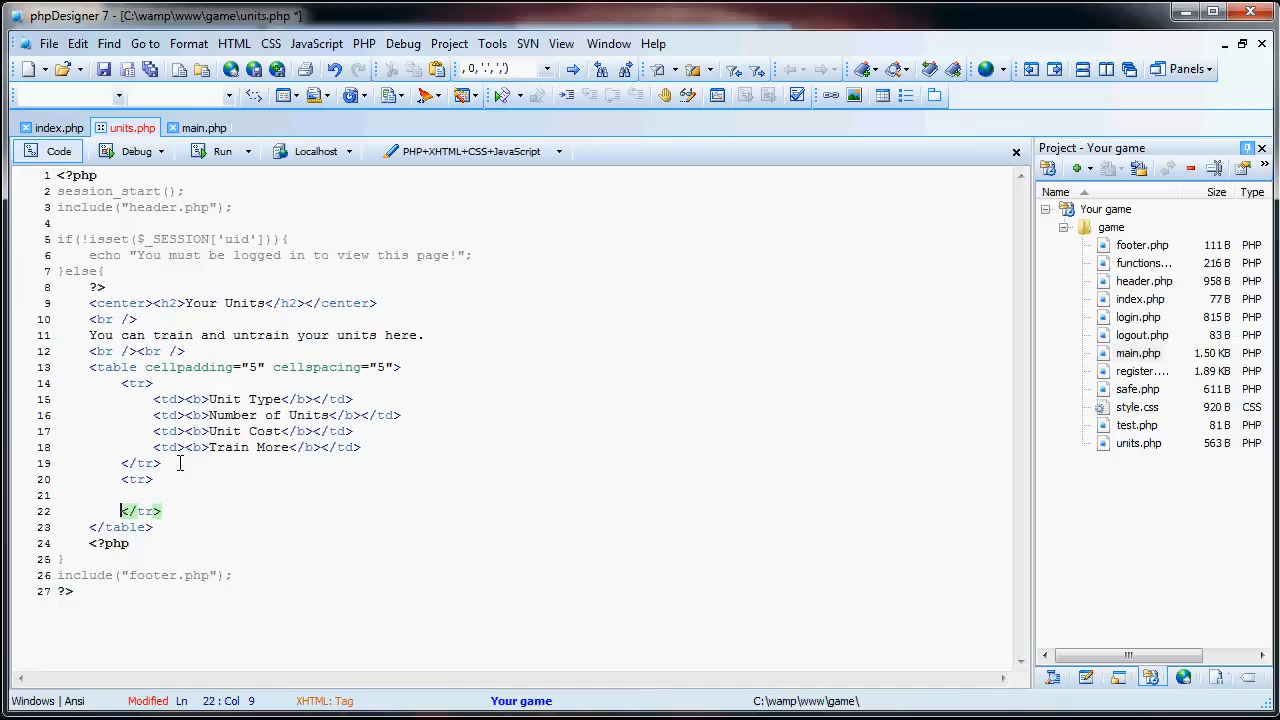 phpDesigner 7 - [C:\wamp\www\game\units.php *]
File Edit Find Go to Format HTML CSS JavaScript PHP Debug Project Tools SVN View Window Help
, 0,'.',')
Panels
index.php units.php main.php
Code Debug Run Localhost PHP+XHTML+CSS+JavaScript
1 <?php
2 session_start();
3 include("header.php");
4
5 if(!isset($_SESSION['uid'])){
6 echo "You must be logged in to view this page!";
7 }else{
8 ?>
9 <center><h2>Your Units</h2></center>
10 <br />
11 You can train and untrain your units here.
12 <br /><br />
13 <table cellpadding="5" cellspacing="5">
14 <tr>
15 <td><b>Unit Type</b></td>
16 <td><b>Number of Units</b></td>
17 <td><b>Unit Cost</b></td>
18 <td><b>Train More</b></td>
19 </tr>
20 <tr>
21
22 </tr>
23 </table>
24 <?php
25 }
26 include("footer.php");
27 ?>
Project - Your game
Name Size Type
Your game
game
footer.php 111 B PHP
functions... 216 B PHP
header.php 958 B PHP
index.php 77 B PHP
login.php 815 B PHP
logout.php 83 B PHP
main.php 1.50 KB PHP
register.... 1.89 KB PHP
safe.php 611 B PHP
style.css 920 B CSS
test.php 81 B PHP
units.php 563 B PHP
Windows | Ansi Modified Ln 22 : Col 9 XHTML: Tag Your game C:\wamp\www\game\